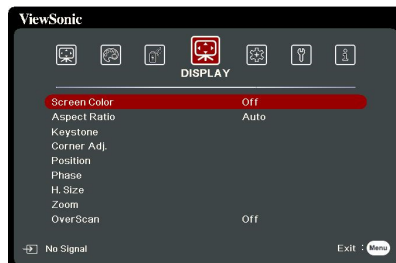 ViewSonic
DISPLAY
Screen Color Off
Aspect Ratio Auto
Keystone
Corner Adj.
Position
Phase
H. Size
Zoom
OverScan Off
No Signal Exit : Menu